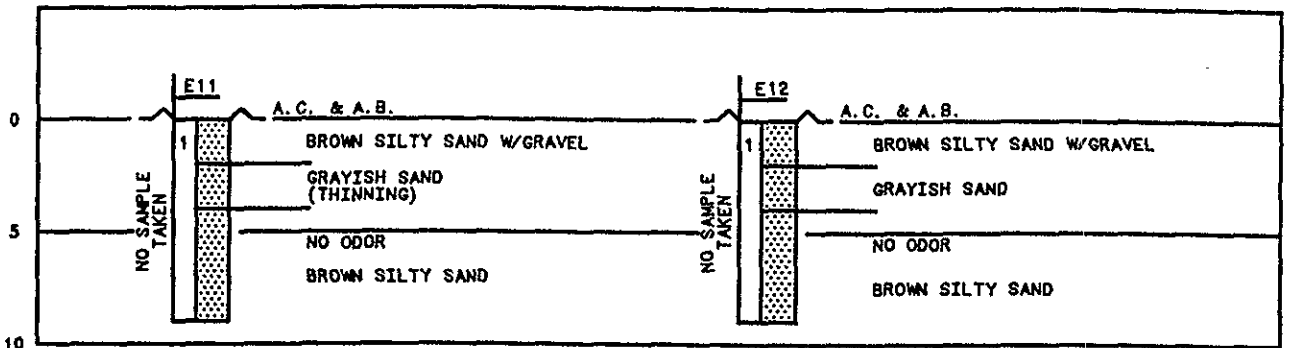 E11
A.C. & A.B.
0
1
BROWN SILTY SAND W/GRAVEL
GRAYISH SAND
(THINNING)
NO SAMPLE
TAKEN
5
NO ODOR
BROWN SILTY SAND
10
E12
A.C. & A.B.
1
BROWN SILTY SAND W/GRAVEL
GRAYISH SAND
NO SAMPLE
TAKEN
NO ODOR
BROWN SILTY SAND